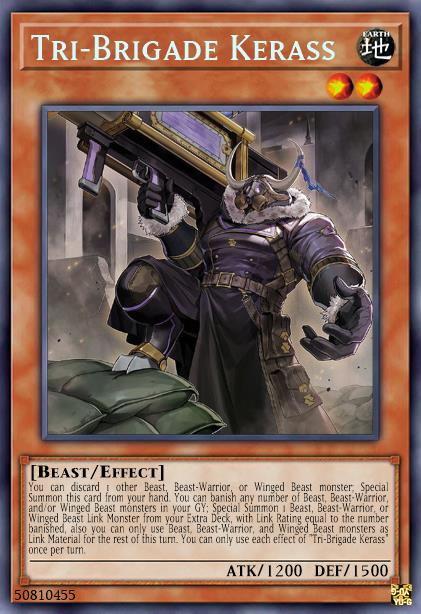 TRI-BRIGADE KERASS
EARTH
地
[BEAST/EFFECT]
You can discard 1 other Beast, Beast-Warrior, or Winged Beast monster; Special
Summon this card from your hand. You can banish any number of Beast, Beast-Warrior,
and/or Winged Beast monsters in your GY; Special Summon 1 Beast, Beast-Warrior, or
Winged Beast Link Monster from your Extra Deck, with Link Rating equal to the number
banished, also you can only use Beast, Beast-Warrior, and Winged Beast monsters as
Link Material for the rest of this turn. You can only use each effect of "Tri-Brigade Kerass"
once per turn.
ATK/1200 DEF/1500
50810455